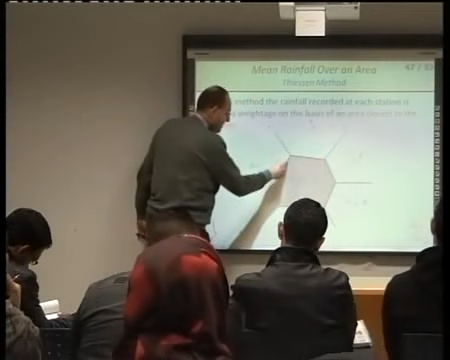 Mean Rainfall Over an Area
47 / 93
Thiessen Method
method the rainfall recorded at each station is
weightage on the basis of an area closest to the